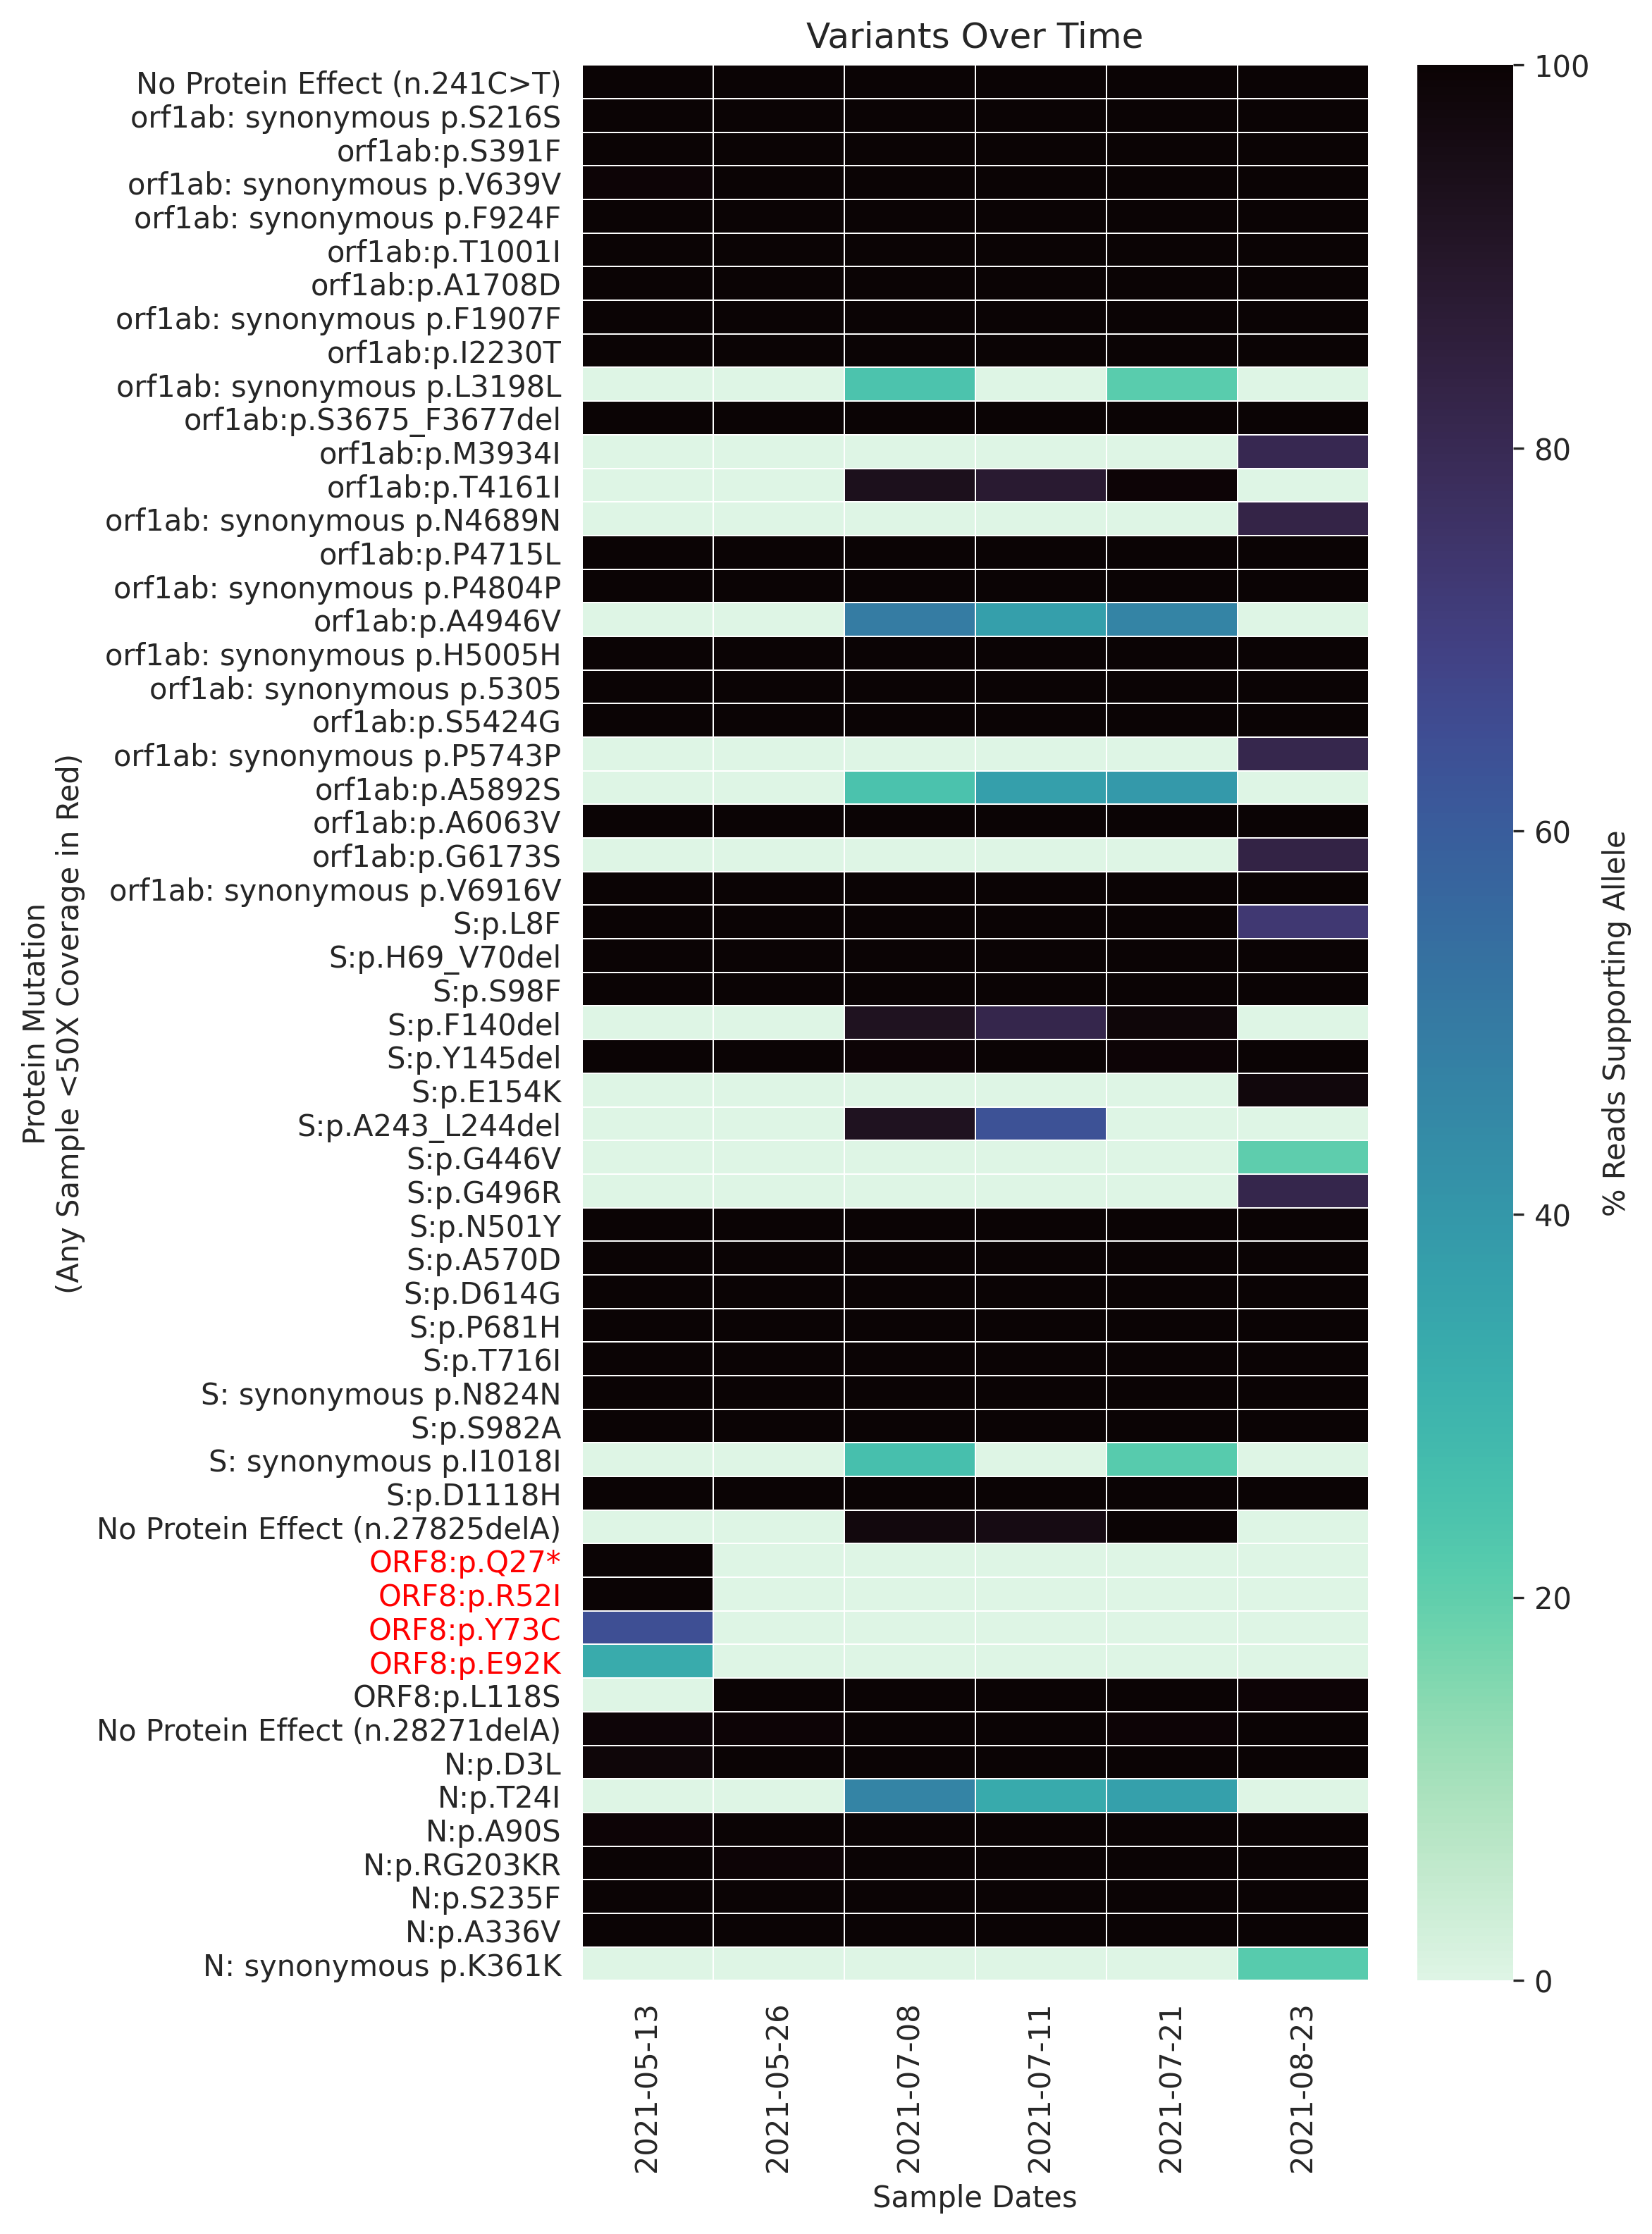 Variants Over Time
No Protein Effect (n.241C>T)
orf1ab: synonymous p.S216S
orf1ab:p.S391F
orf1ab: synonymous p.V639V
orf1ab: synonymous p.F924F
orf1ab:p.T1001I
orf1ab:p.A1708D
orf1ab: synonymous p.F1907F
orf1ab:p.I2230T
orf1ab: synonymous p.L3198L
orf1ab:p.S3675_F3677del
orf1ab:p.M3934I
orf1ab:p.T4161I
orf1ab: synonymous p.N4689N
orf1ab:p.P4715L
orf1ab: synonymous p.P4804P
orf1ab:p.A4946V
orf1ab: synonymous p.H5005H
orf1ab: synonymous p.5305
orf1ab:p.S5424G
orf1ab: synonymous p.P5743P
orf1ab:p.A5892S
orf1ab:p.A6063V
orf1ab:p.G6173S
orf1ab: synonymous p.V6916V
S:p.L8F
S:p.H69_V70del
S:p.S98F
S:p.F140del
S:p.Y145del
S:p.E154K
S:p.A243_L244del
S:p.G446V
S:p.G496R
S:p.N501Y
S:p.A570D
S:p.D614G
S:p.P681H
S:p.T716I
S: synonymous p.N824N
S:p.S982A
S: synonymous p.I1018I
S:p.D1118H
No Protein Effect (n.27825delA)
ORF8:p.Q27*
ORF8:p.R52I
ORF8:p.Y73C
ORF8:p.E92K
ORF8:p.L118S
No Protein Effect (n.28271delA)
N:p.D3L
N:p.T24I
N:p.A90S
N:p.RG203KR
N:p.S235F
N:p.A336V
N: synonymous p.K361K
Protein Mutation
(Any Sample <50X Coverage in Red)
2021-05-13
2021-05-26
2021-07-08
2021-07-11
2021-07-21
2021-08-23
Sample Dates
100
80
60
40
20
0
% Reads Supporting Allele